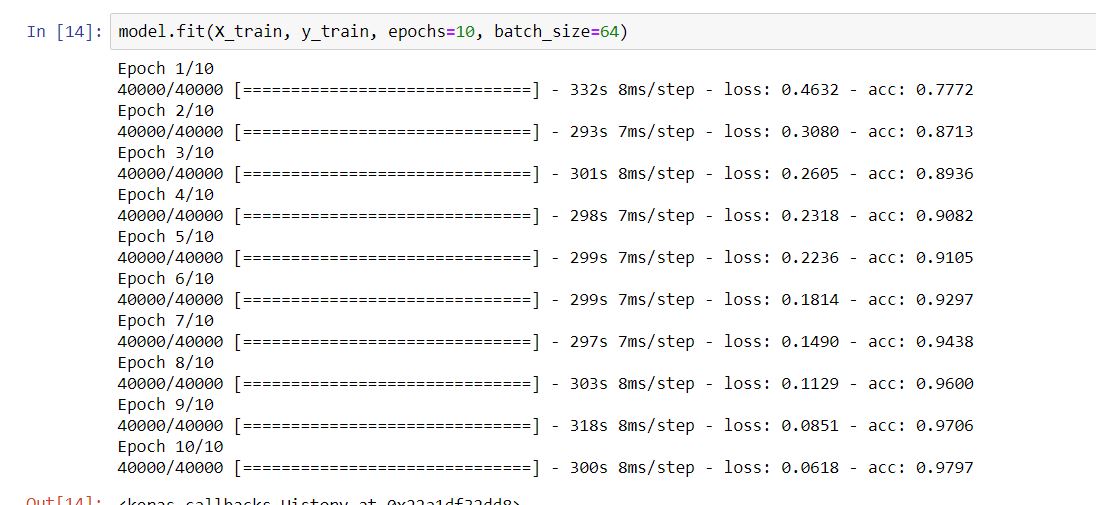 In [14]: model.fit(X_train, y_train, epochs=10, batch_size=64)
Epoch 1/10
40000/40000 [==============================] - 332s 8ms/step - loss: 0.4632 - acc: 0.7772
Epoch 2/10
40000/40000 [==============================] - 293s 7ms/step - loss: 0.3080 - acc: 0.8713
Epoch 3/10
40000/40000 [==============================] - 301s 8ms/step - loss: 0.2605 - acc: 0.8936
Epoch 4/10
40000/40000 [==============================] - 298s 7ms/step - loss: 0.2318 - acc: 0.9082
Epoch 5/10
40000/40000 [==============================] - 299s 7ms/step - loss: 0.2236 - acc: 0.9105
Epoch 6/10
40000/40000 [==============================] - 299s 7ms/step - loss: 0.1814 - acc: 0.9297
Epoch 7/10
40000/40000 [==============================] - 297s 7ms/step - loss: 0.1490 - acc: 0.9438
Epoch 8/10
40000/40000 [==============================] - 303s 8ms/step - loss: 0.1129 - acc: 0.9600
Epoch 9/10
40000/40000 [==============================] - 318s 8ms/step - loss: 0.0851 - acc: 0.9706
Epoch 10/10
40000/40000 [==============================] - 300s 8ms/step - loss: 0.0618 - acc: 0.9797
Out[14]: <keras.callbacks.History at